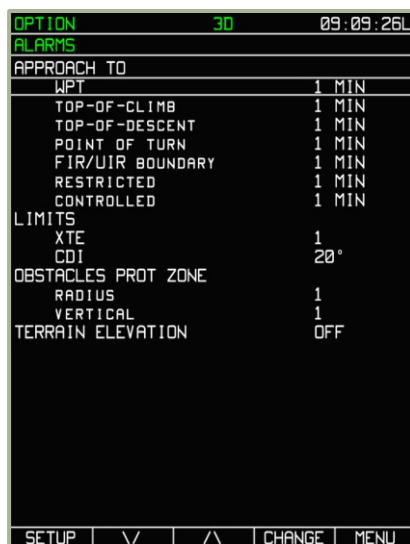 OPTION 3D 09:09:26L
ALARMS
APPROACH TO
WPT 1 MIN
TOP-OF-CLIMB 1 MIN
TOP-OF-DESCENT 1 MIN
POINT OF TURN 1 MIN
FIR/UIR BOUNDARY 1 MIN
RESTRICTED 1 MIN
CONTROLLED 1 MIN
LIMITS
XTE 1
CDI 20°
OBSTACLES PROT ZONE
RADIUS 1
VERTICAL 1
TERRAIN ELEVATION OFF
SETUP \/ /\ CHANGE MENU